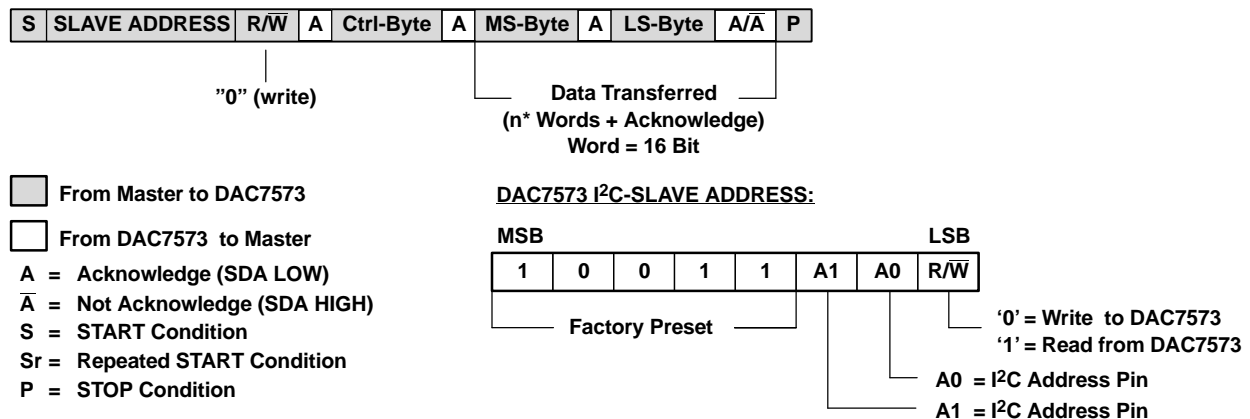 S SLAVE ADDRESS R/W̅ A Ctrl-Byte A MS-Byte A LS-Byte A/A̅ P
”0” (write)
Data Transferred
(n* Words + Acknowledge)
Word = 16 Bit
From Master to DAC7573
From DAC7573 to Master
A = Acknowledge (SDA LOW)
A̅ = Not Acknowledge (SDA HIGH)
S = START Condition
Sr = Repeated START Condition
P = STOP Condition
DAC7573 I²C-SLAVE ADDRESS:
MSB LSB
1 0 0 1 1 A1 A0 R/W̅
Factory Preset
‘0’ = Write to DAC7573
‘1’ = Read from DAC7573
A0 = I²C Address Pin
A1 = I²C Address Pin